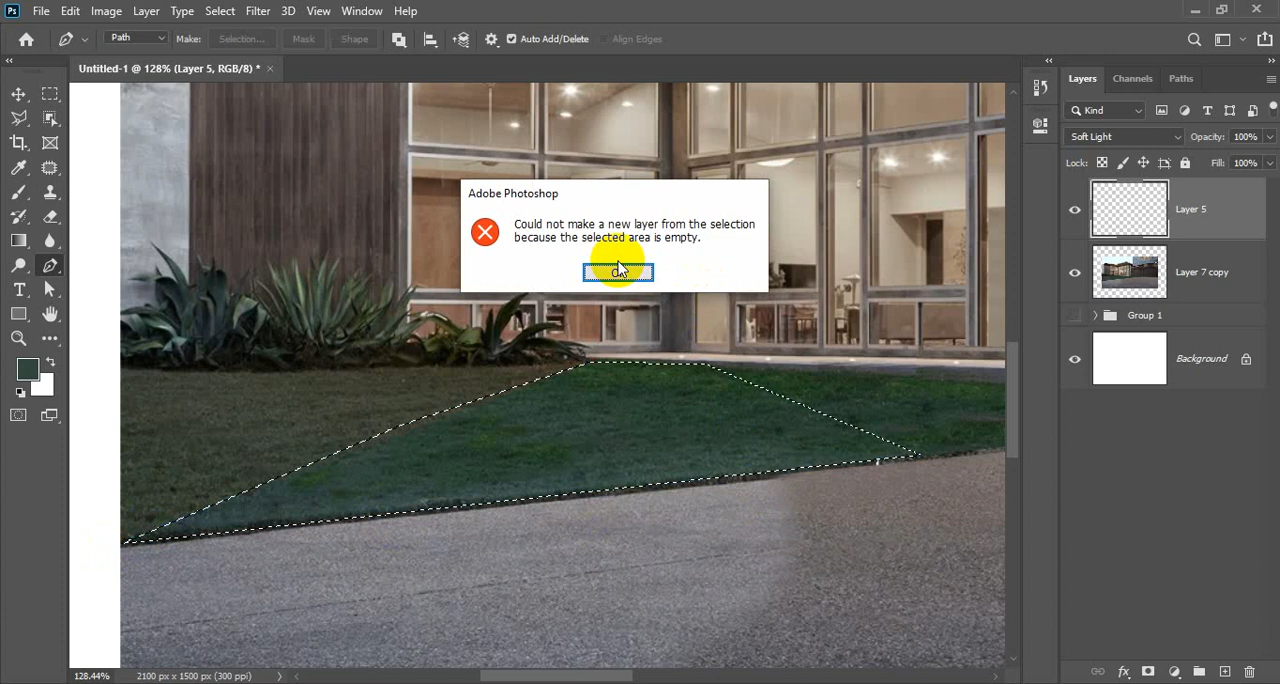 Ps File Edit Image Layer Type Select Filter 3D View Window Help
Path Make: Selection... Mask Shape Auto Add/Delete Align Edges
Untitled-1 @ 128% (Layer 5, RGB/8) *
Layers Channels Paths
Kind
Soft Light Opacity: 100%
Lock: Fill: 100%
Layer 5
Layer 7 copy
Group 1
Background
Adobe Photoshop
Could not make a new layer from the selection
because the selected area is empty.
128.44% 2100 px x 1500 px (300 ppi)